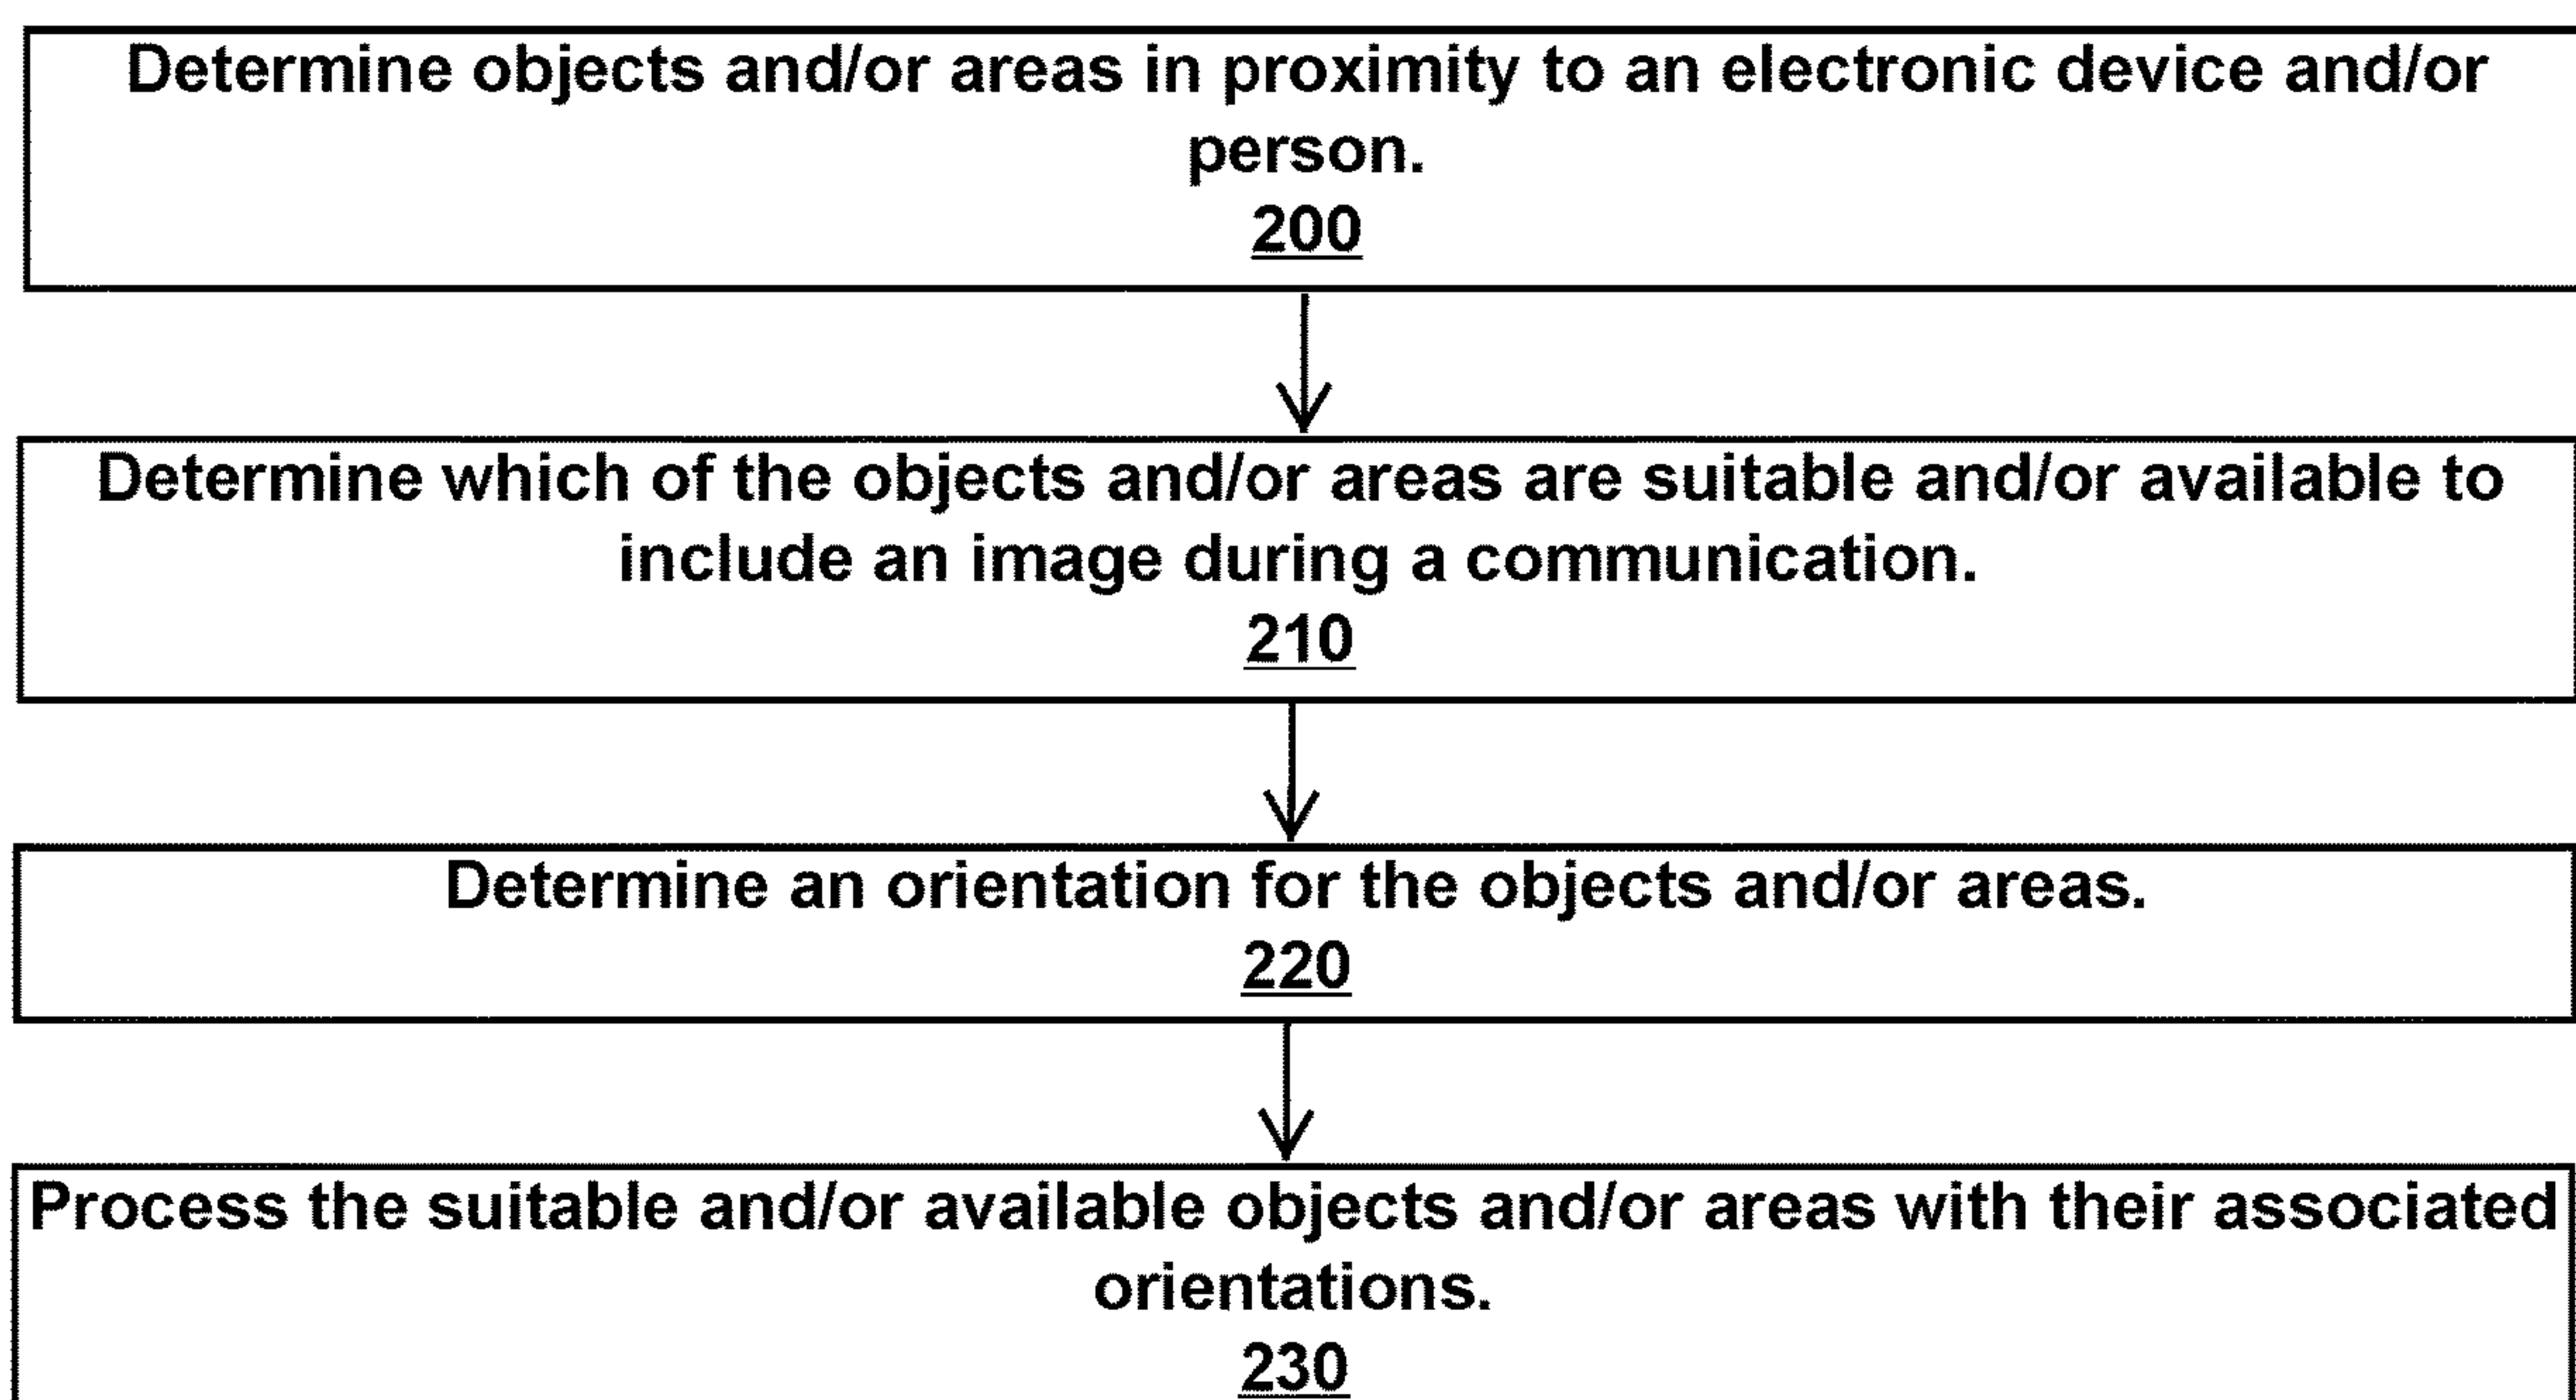 Determine objects and/or areas in proximity to an electronic device and/or
person.
200
Determine which of the objects and/or areas are suitable and/or available to
include an image during a communication.
210
Determine an orientation for the objects and/or areas.
220
Process the suitable and/or available objects and/or areas with their associated
orientations.
230